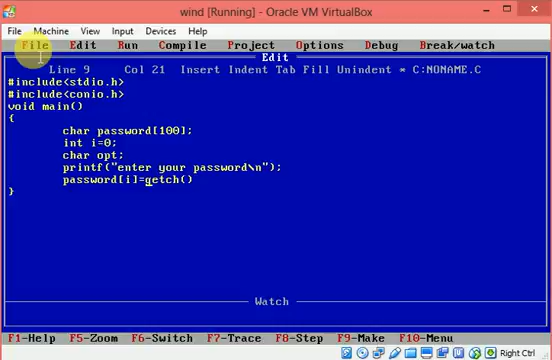 wind [Running] - Oracle VM VirtualBox
File Machine View Input Devices Help
File Edit Run Compile Project Options Debug Break/watch
Edit
Line 9 Col 21 Insert Indent Tab Fill Unindent * C:NONAME.C
#include<stdio.h>
#include<conio.h>
void main()
{
char password[100];
int i=0;
char opt;
printf("enter your password\n");
password[i]=getch()
}
Watch
F1-Help F5-Zoom F6-Switch F7-Trace F8-Step F9-Make F10-Menu
Right Ctrl